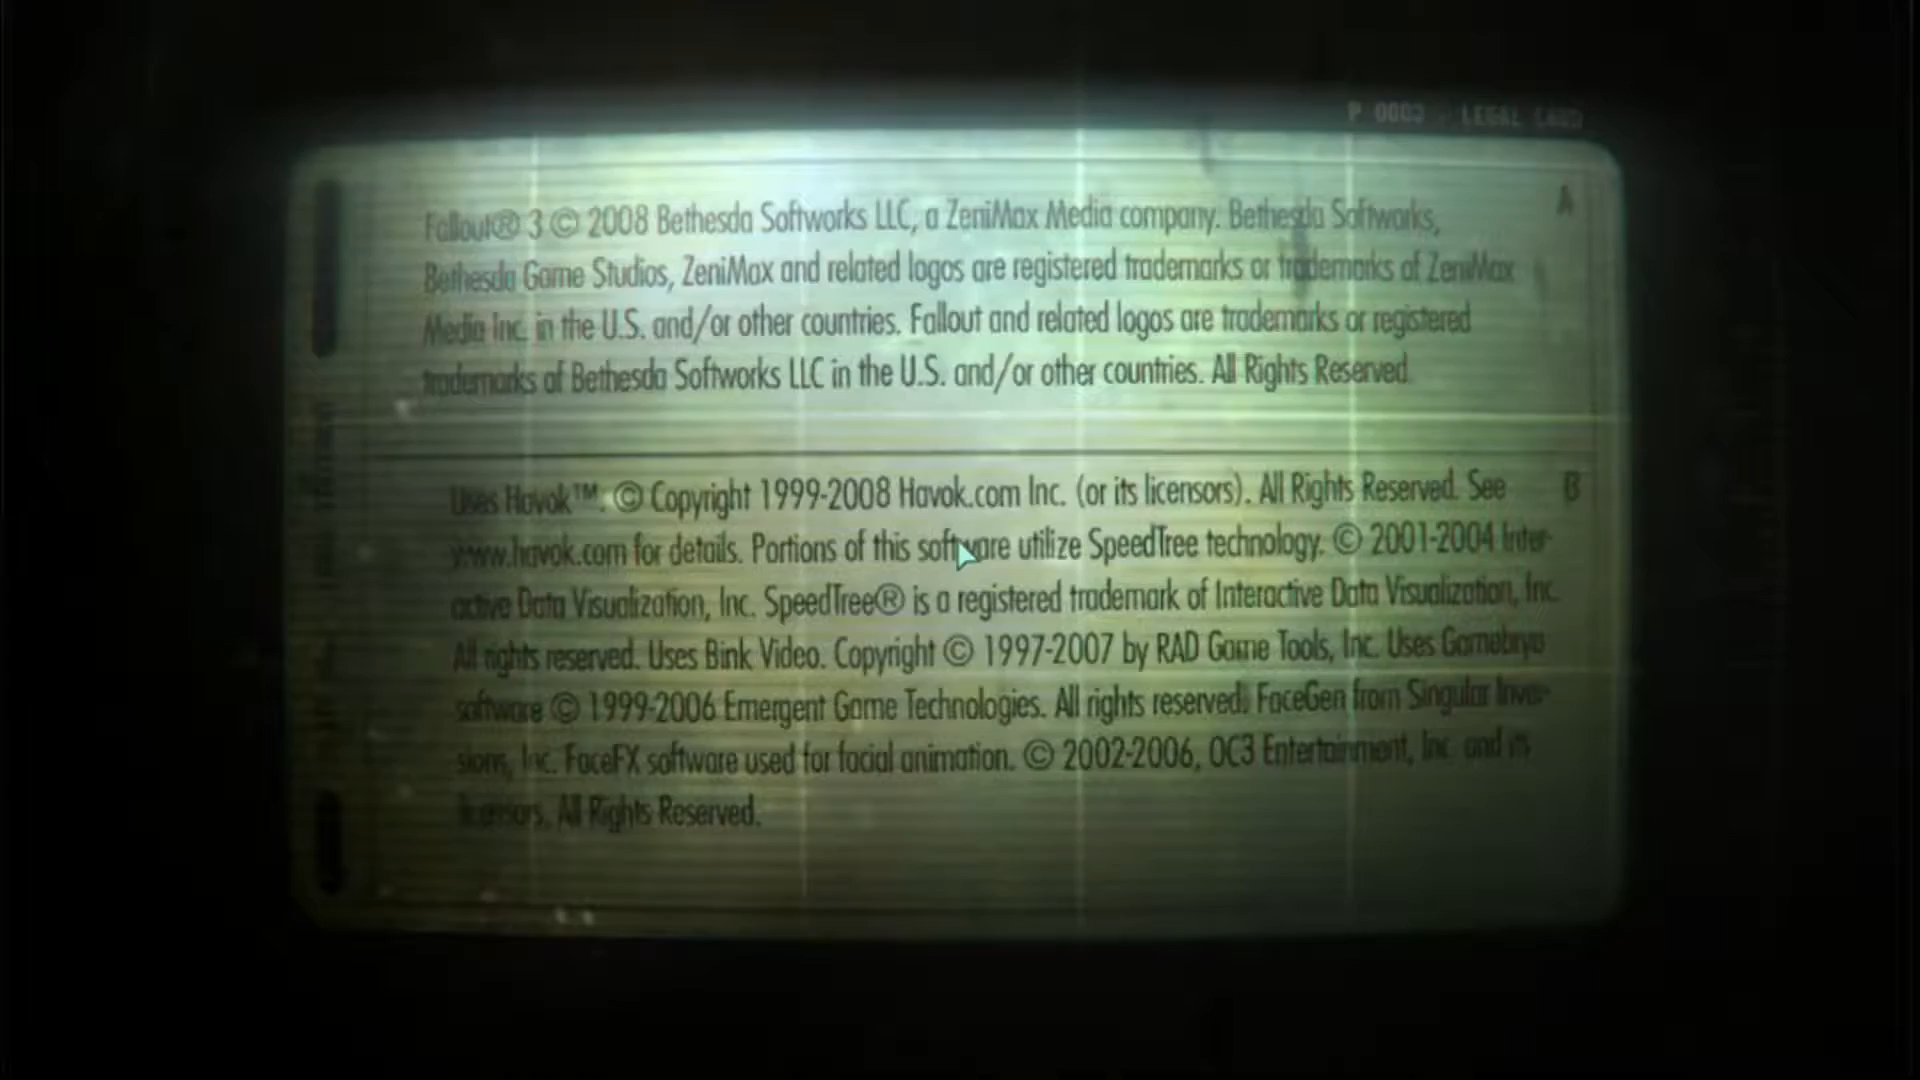 P 0003 - LEGAL CARD
Fallout® 3 © 2008 Bethesda Softworks LLC, a ZeniMax Media company. Bethesda Softworks,
A
Bethesda Game Studios, ZeniMax and related logos are registered trademarks or trademarks of ZeniMax
Media Inc. in the U.S. and/or other countries. Fallout and related logos are trademarks or registered
trademarks of Bethesda Softworks LLC in the U.S. and/or other countries. All Rights Reserved.
Uses Havok™. © Copyright 1999-2008 Havok.com Inc. (or its licensors). All Rights Reserved. See
B
www.havok.com for details. Portions of this software utilize SpeedTree technology. © 2001-2004 Inter-
active Data Visualization, Inc. SpeedTree® is a registered trademark of Interactive Data Visualization, Inc.
All rights reserved. Uses Bink Video. Copyright © 1997-2007 by RAD Game Tools, Inc. Uses Gamebryo
software © 1999-2006 Emergent Game Technologies. All rights reserved. FaceGen from Singular Inver-
sions, Inc. FaceFX software used for facial animation. © 2002-2006, OC3 Entertainment, Inc. and its
licensors. All Rights Reserved.